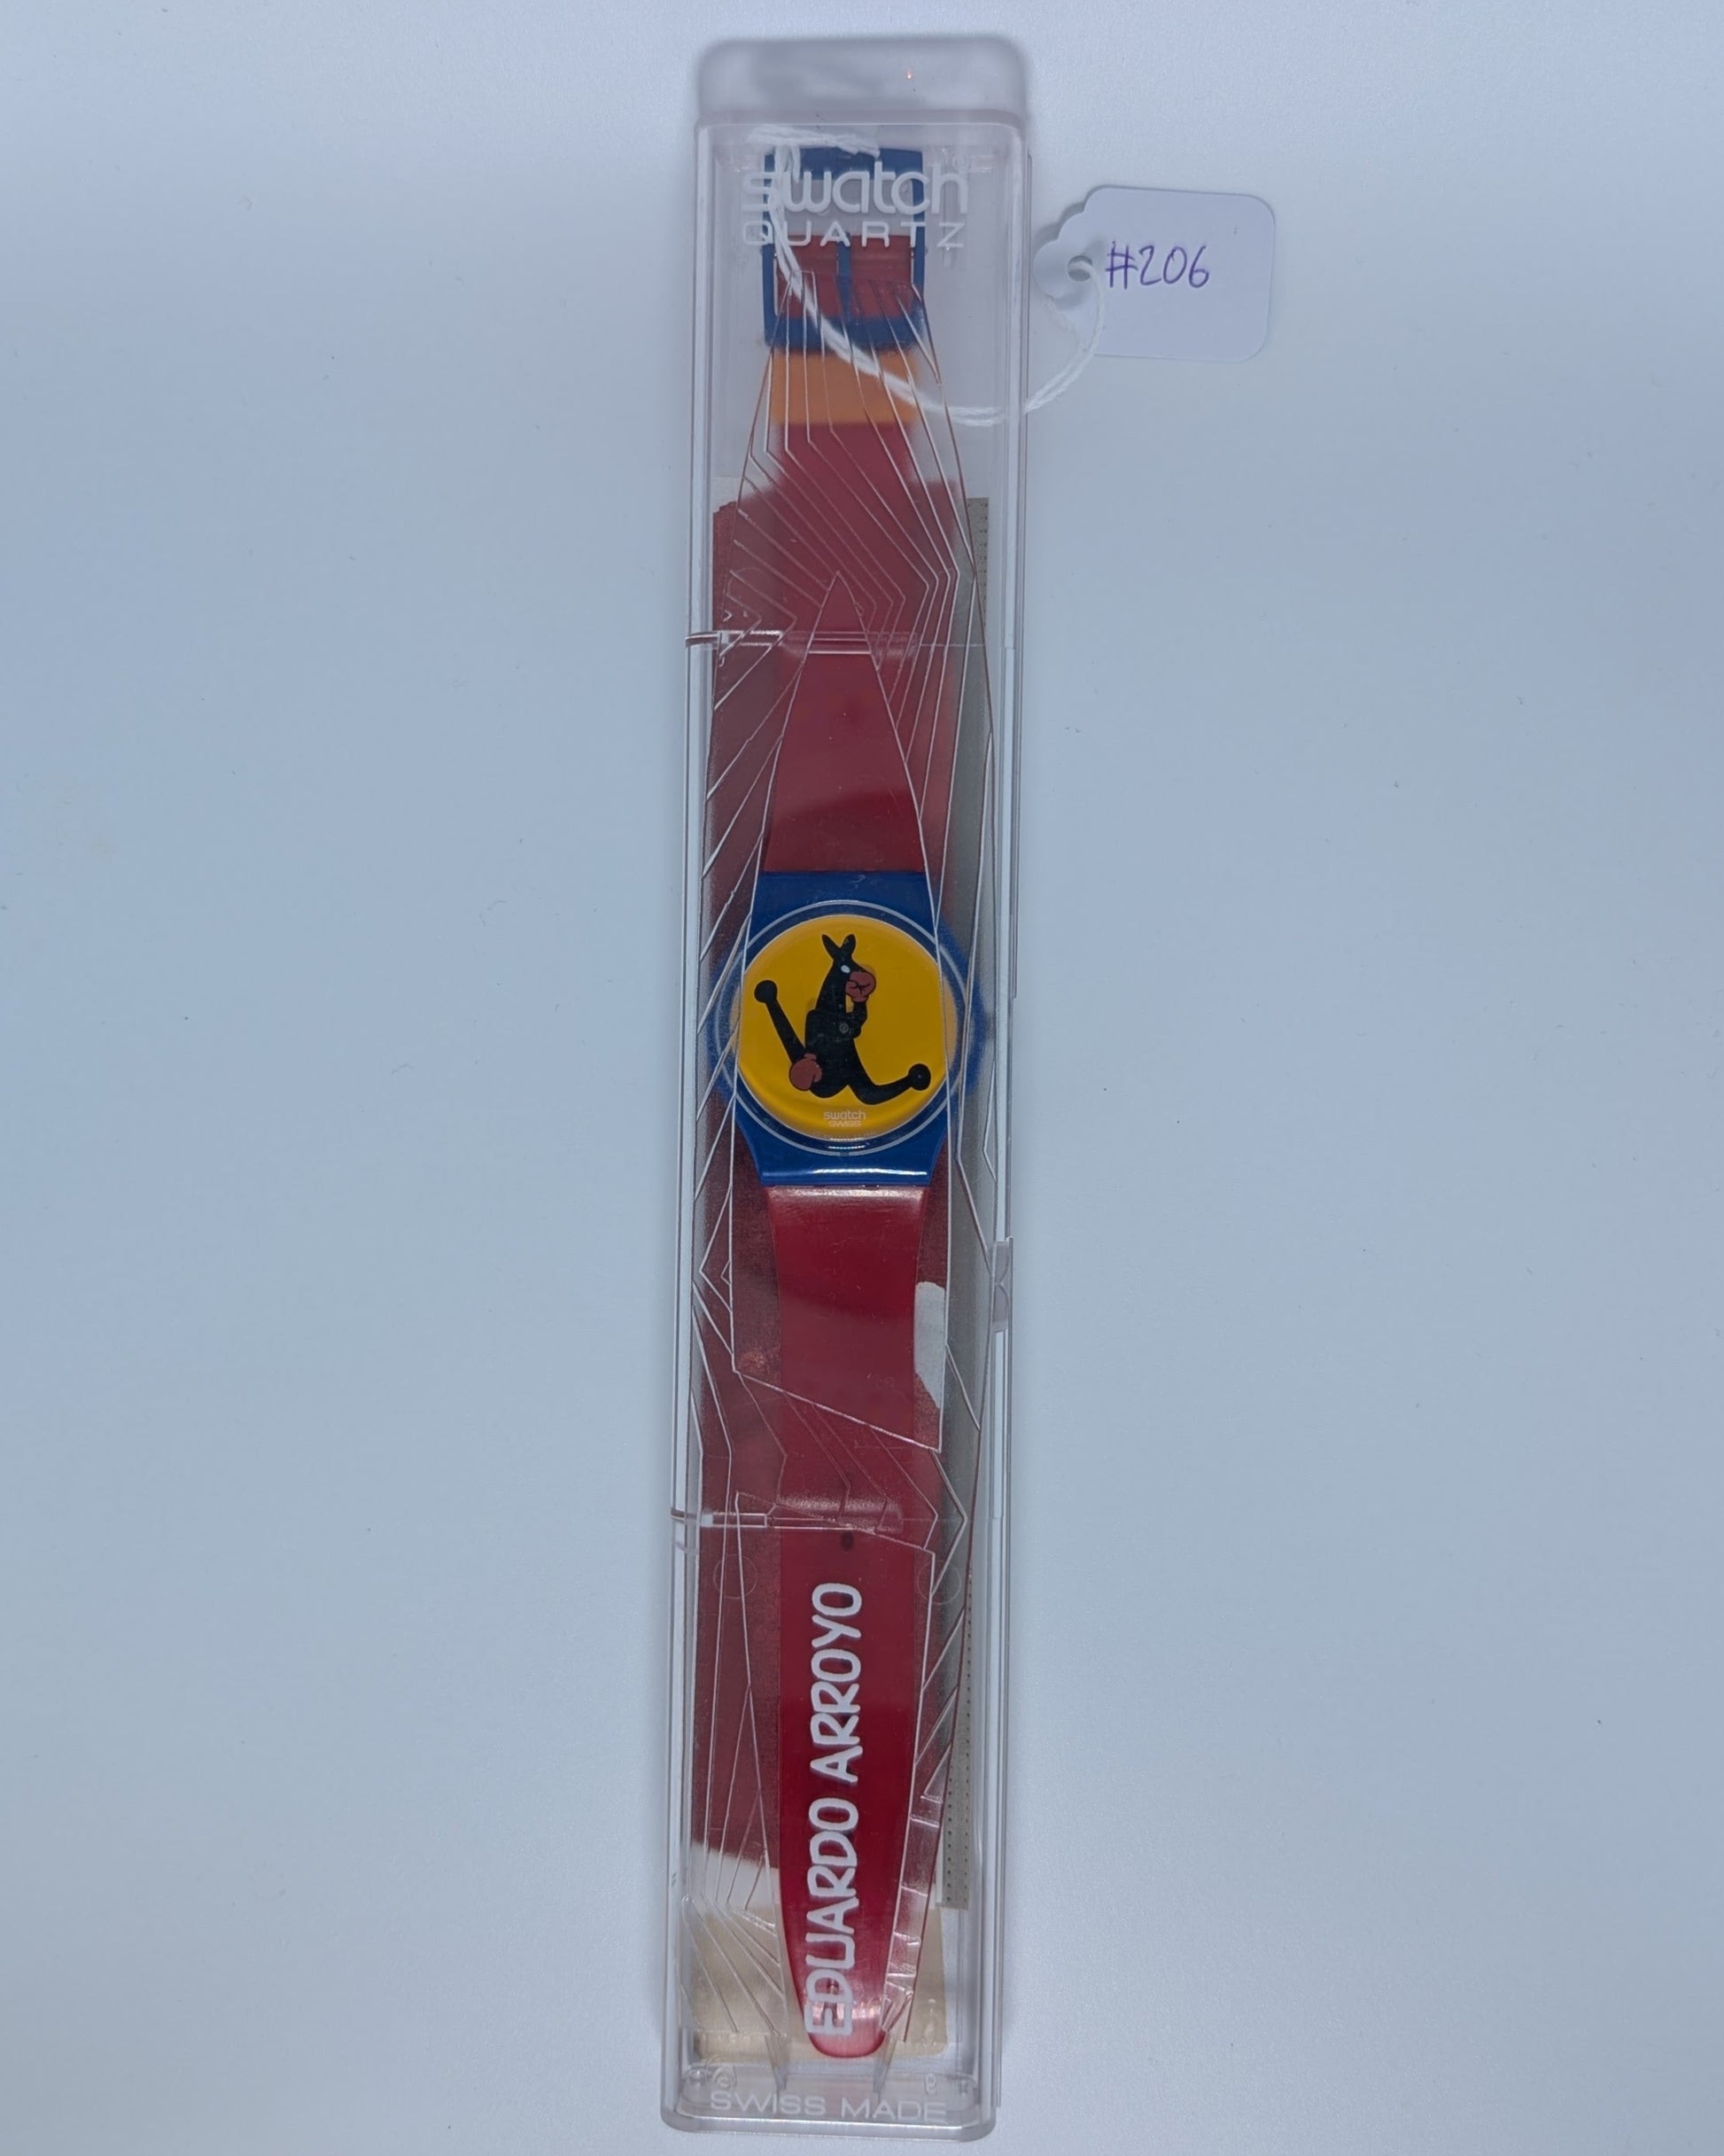 swatch
QUARTZ
#206
swatch
SWISS
EDUARDO ARROYO
SWISS MADE